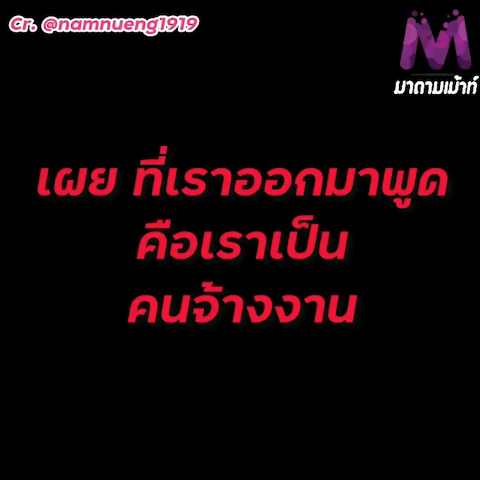 Cr. @namnueng1919
M
มาดามเม้าท์
เผย ที่เราออกมาพูด
คือเราเป็น
คนจ้างงาน